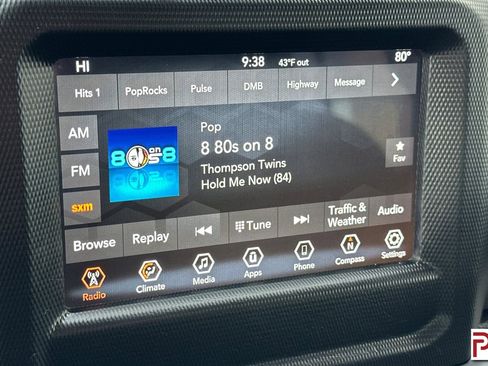 HI 9:38 43°F out 80°
Hits 1 PopRocks Pulse DMB Highway Message
AM
Pop
8 80s on 8
80on8
FM
Thompson Twins
Fav
Hold Me Now (84)
sxm
Browse Replay Tune Traffic & Weather Audio
Radio Climate Media Apps Phone Compass Settings
N
P